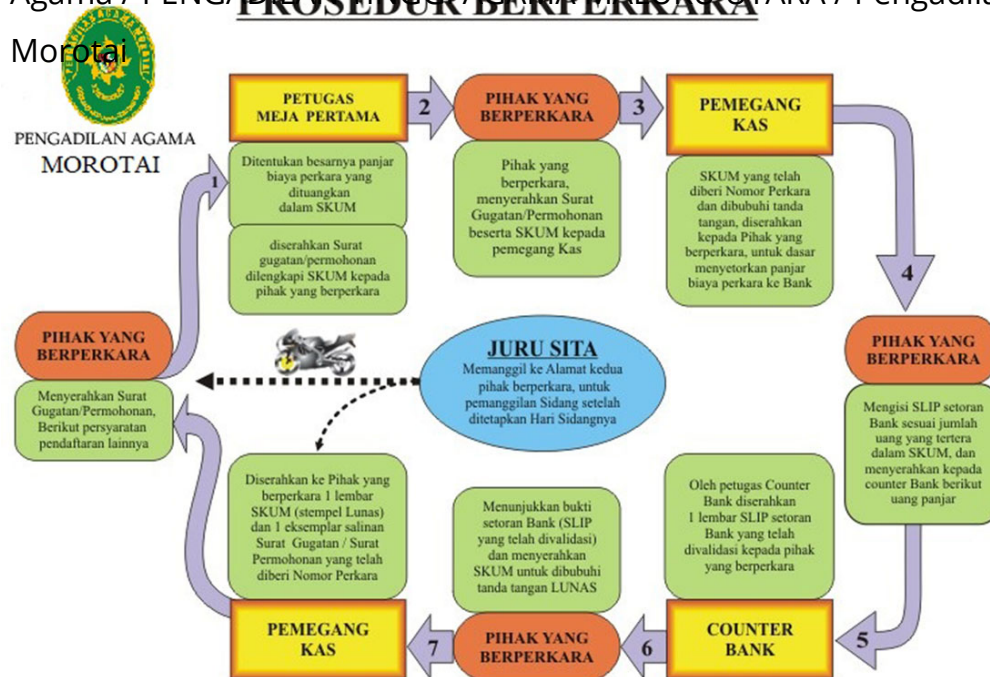 PROSEDUR BERPERKARA
Morotai
PENGADILAN AGAMA
MOROTAI
1
PIHAK YANG
BERPERKARA
Menyerahkan Surat
Gugatan/Permohonan,
Berikut persyaratan
pendaftaran lainnya
PETUGAS
MEJA PERTAMA
Ditentukan besarnya panjar
biaya perkara yang
dituangkan
dalam SKUM
diserahkan Surat
gugatan/permohonan
dilengkapi SKUM kepada
pihak yang berperkara
2
PIHAK YANG
BERPERKARA
Pihak yang
berperkara,
menyerahkan Surat
Gugatan/Permohonan
beserta SKUM kepada
pemegang Kas
3
PEMEGANG
KAS
SKUM yang telah
diberi Nomor Perkara
dan dibubuhi tanda
tangan, diserahkan
kepada Pihak yang
berperkara, untuk dasar
menyetorkan panjar
biaya perkara ke Bank
4
PIHAK YANG
BERPERKARA
Mengisi SLIP setoran
Bank sesuai jumlah
uang yang tertera
dalam SKUM, dan
menyerahkan kepada
counter Bank berikut
uang panjar
5
JURU SITA
Memanggil ke Alamat kedua
pihak berperkara, untuk
pemanggilan Sidang setelah
ditetapkan Hari Sidangnya
Oleh petugas Counter
Bank diserahkan
1 lembar SLIP setoran
Bank yang telah
divalidasi kepada pihak
yang berperkara
COUNTER
BANK
6
Menunjukkan bukti
setoran Bank (SLIP
yang telah divalidasi)
dan menyerahkan
SKUM untuk dibubuhi
tanda tangan LUNAS
PIHAK YANG
BERPERKARA
7
Diserahkan ke Pihak yang
berperkara 1 lembar
SKUM (stempel Lunas)
dan 1 eksemplar salinan
Surat Gugatan / Surat
Permohonan yang telah
diberi Nomor Perkara
PEMEGANG
KAS